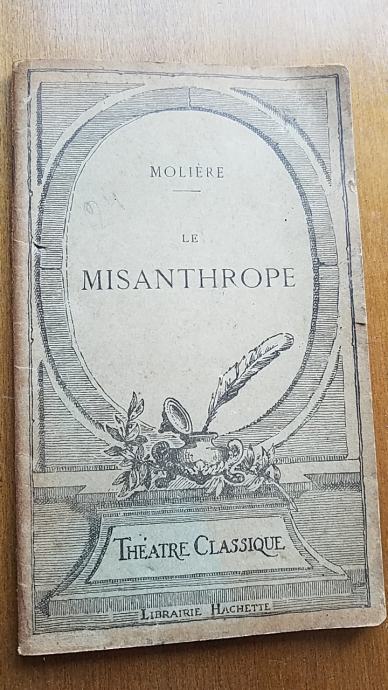 MOLIÈRE
LE
MISANTHROPE
THÉATRE CLASSIQUE
LIBRAIRIE HACHETTE